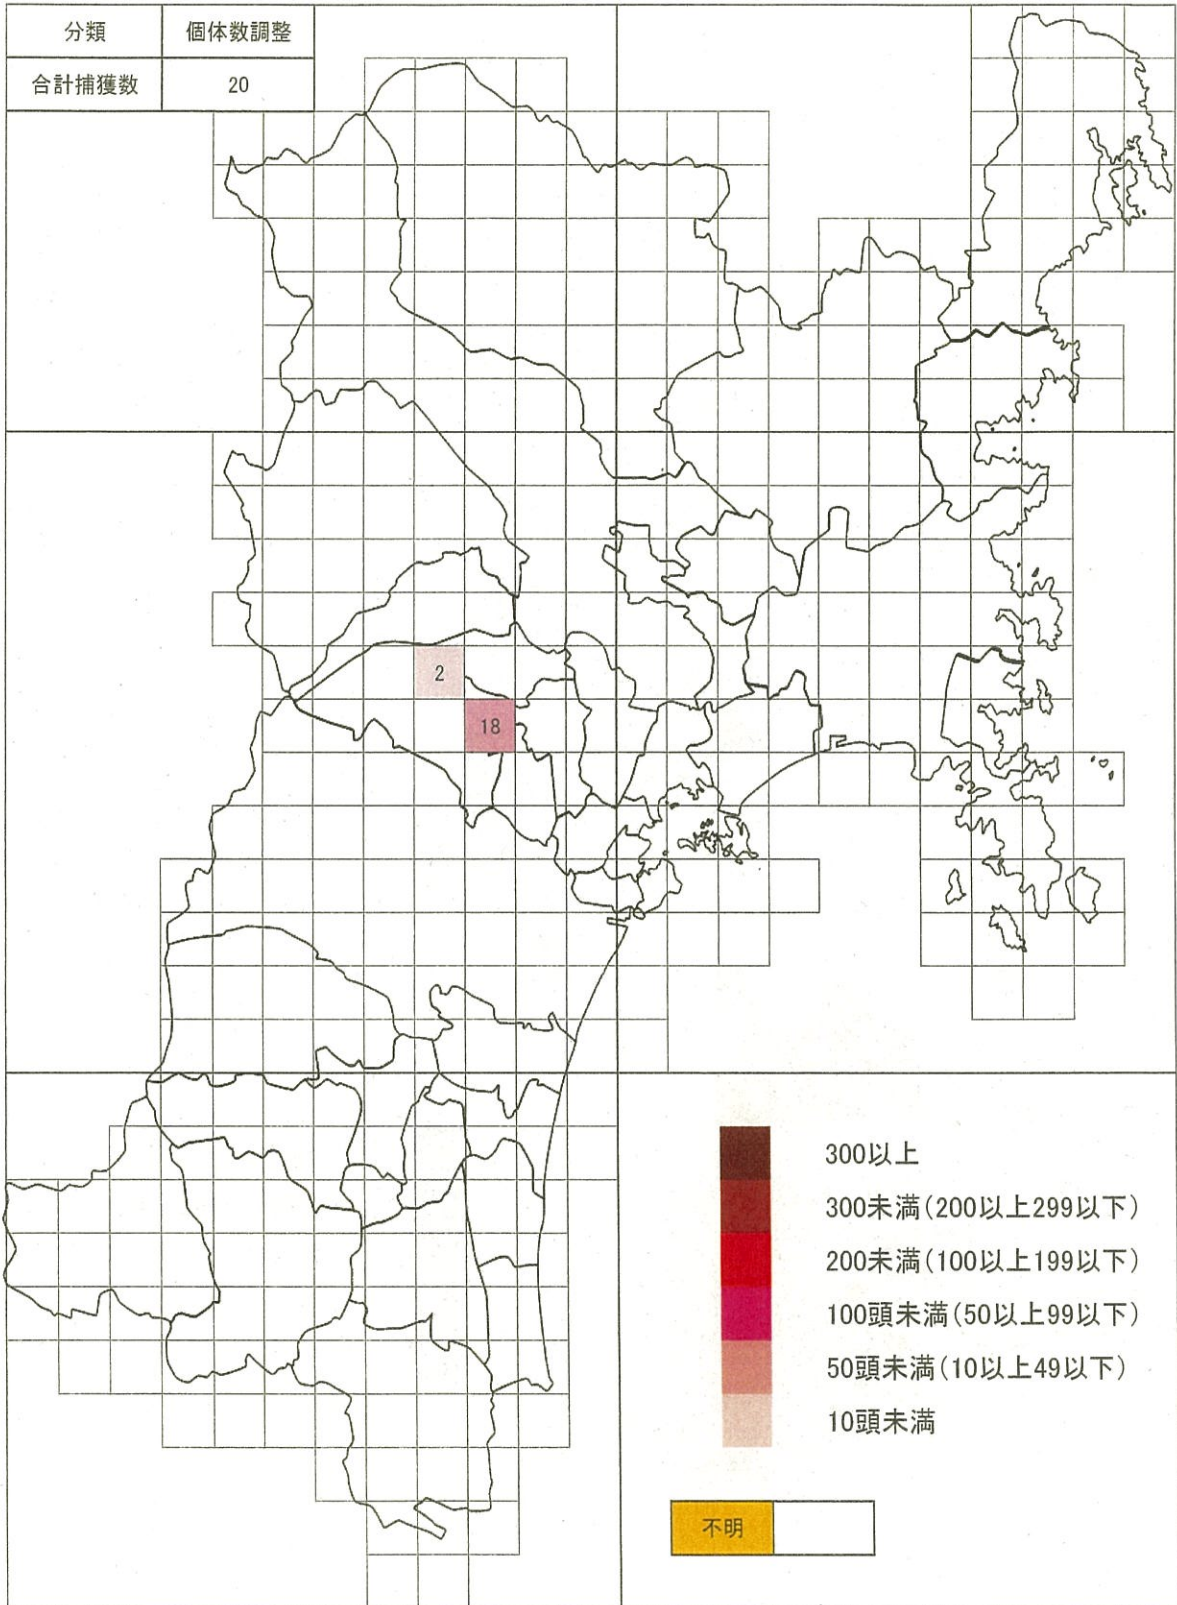 分類 個体数調整
合計捕獲数 20
2
18
300以上
300未満(200以上299以下)
200未満(100以上199以下)
100頭未満(50以上99以下)
50頭未満(10以上49以下)
10頭未満
不明